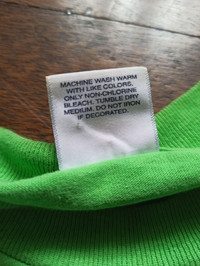 MACHINE WASH WARM
WITH LIKE COLORS.
ONLY NON-CHLORINE
BLEACH. TUMBLE DRY
MEDIUM. DO NOT IRON
IF DECORATED.